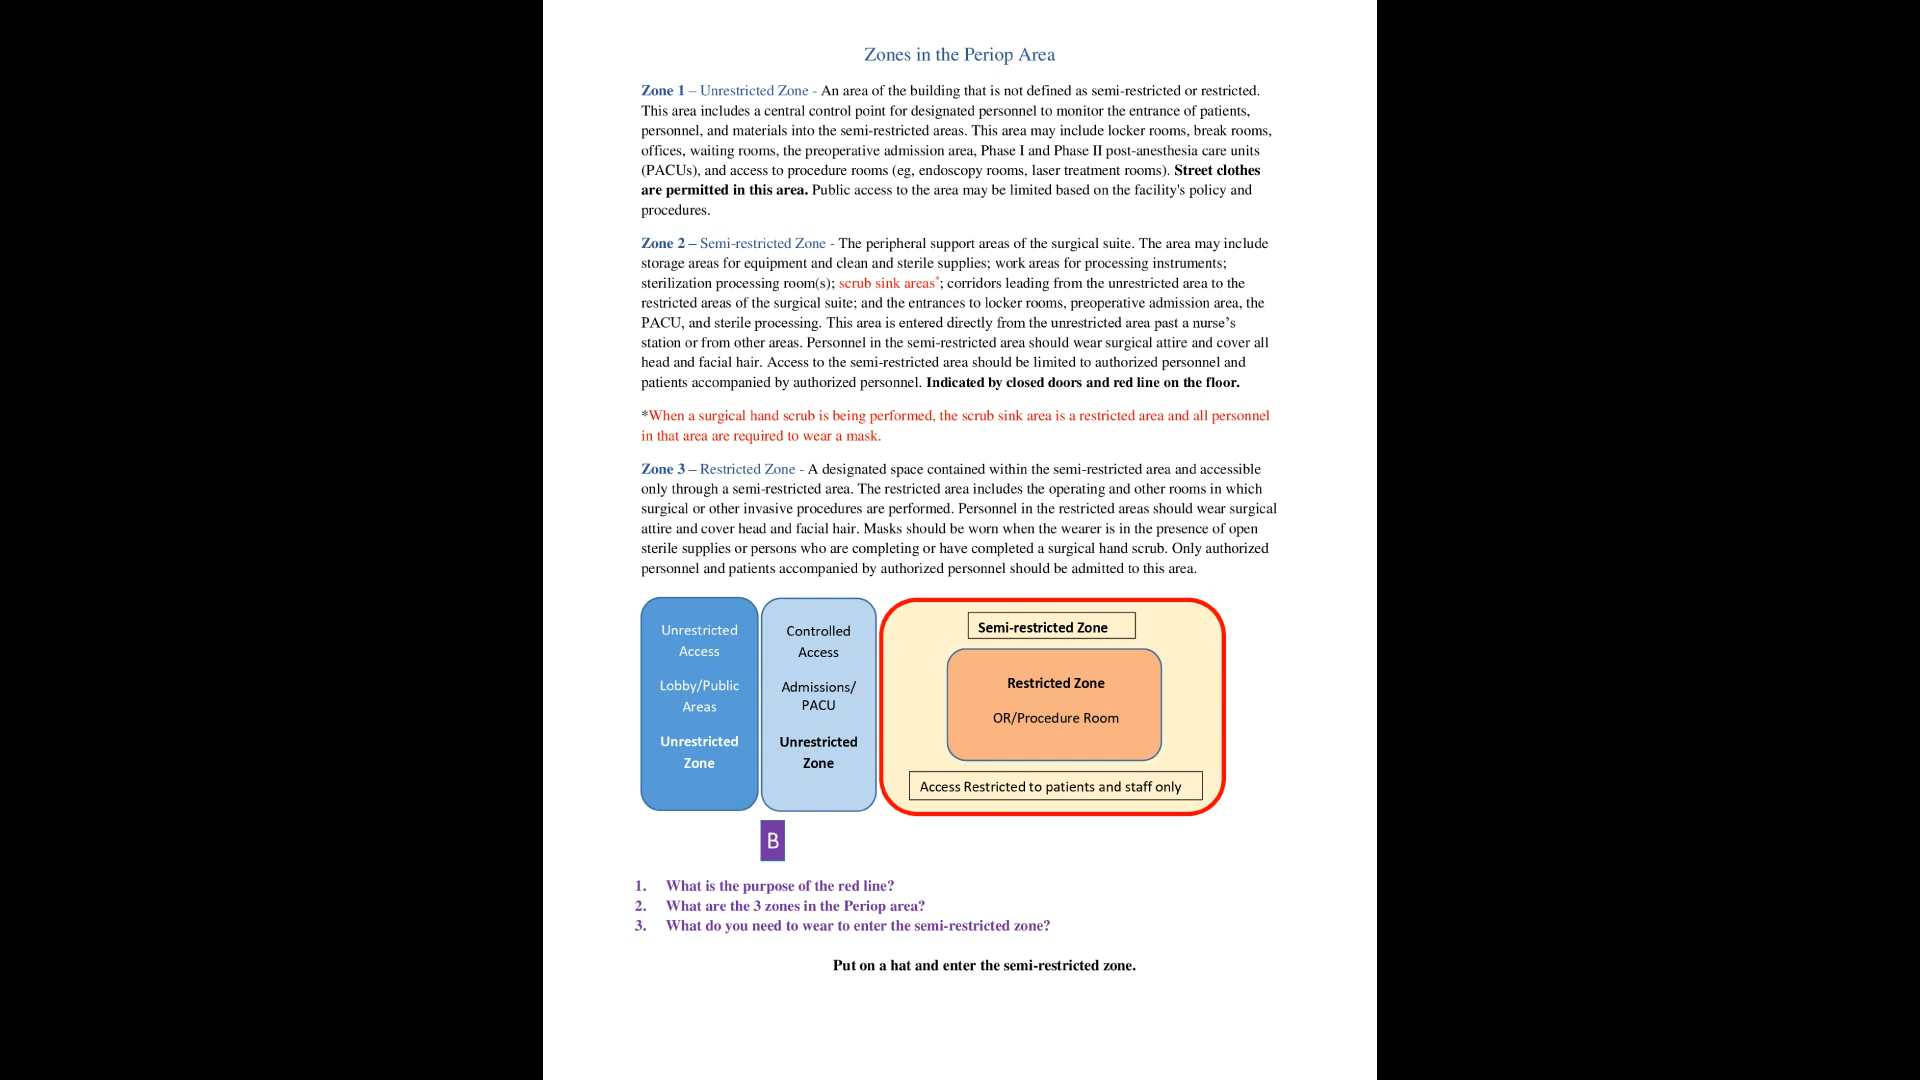 Zones in the Periop Area
Zone 1 – Unrestricted Zone - An area of the building that is not defined as semi-restricted or restricted.
This area includes a central control point for designated personnel to monitor the entrance of patients,
personnel, and materials into the semi-restricted areas. This area may include locker rooms, break rooms,
offices, waiting rooms, the preoperative admission area, Phase I and Phase II post-anesthesia care units
(PACUs), and access to procedure rooms (eg, endoscopy rooms, laser treatment rooms). Street clothes
are permitted in this area. Public access to the area may be limited based on the facility's policy and
procedures.
Zone 2 – Semi-restricted Zone - The peripheral support areas of the surgical suite. The area may include
storage areas for equipment and clean and sterile supplies; work areas for processing instruments;
sterilization processing room(s); scrub sink areas*; corridors leading from the unrestricted area to the
restricted areas of the surgical suite; and the entrances to locker rooms, preoperative admission area, the
PACU, and sterile processing. This area is entered directly from the unrestricted area past a nurse’s
station or from other areas. Personnel in the semi-restricted area should wear surgical attire and cover all
head and facial hair. Access to the semi-restricted area should be limited to authorized personnel and
patients accompanied by authorized personnel. Indicated by closed doors and red line on the floor.
*When a surgical hand scrub is being performed, the scrub sink area is a restricted area and all personnel
in that area are required to wear a mask.
Zone 3 – Restricted Zone - A designated space contained within the semi-restricted area and accessible
only through a semi-restricted area. The restricted area includes the operating and other rooms in which
surgical or other invasive procedures are performed. Personnel in the restricted areas should wear surgical
attire and cover head and facial hair. Masks should be worn when the wearer is in the presence of open
sterile supplies or persons who are completing or have completed a surgical hand scrub. Only authorized
personnel and patients accompanied by authorized personnel should be admitted to this area.
Unrestricted
Access
Lobby/Public
Areas
Unrestricted
Zone
Controlled
Access
Admissions/
PACU
Unrestricted
Zone
Semi-restricted Zone
Restricted Zone
OR/Procedure Room
Access Restricted to patients and staff only
B
1. What is the purpose of the red line?
2. What are the 3 zones in the Periop area?
3. What do you need to wear to enter the semi-restricted zone?
Put on a hat and enter the semi-restricted zone.